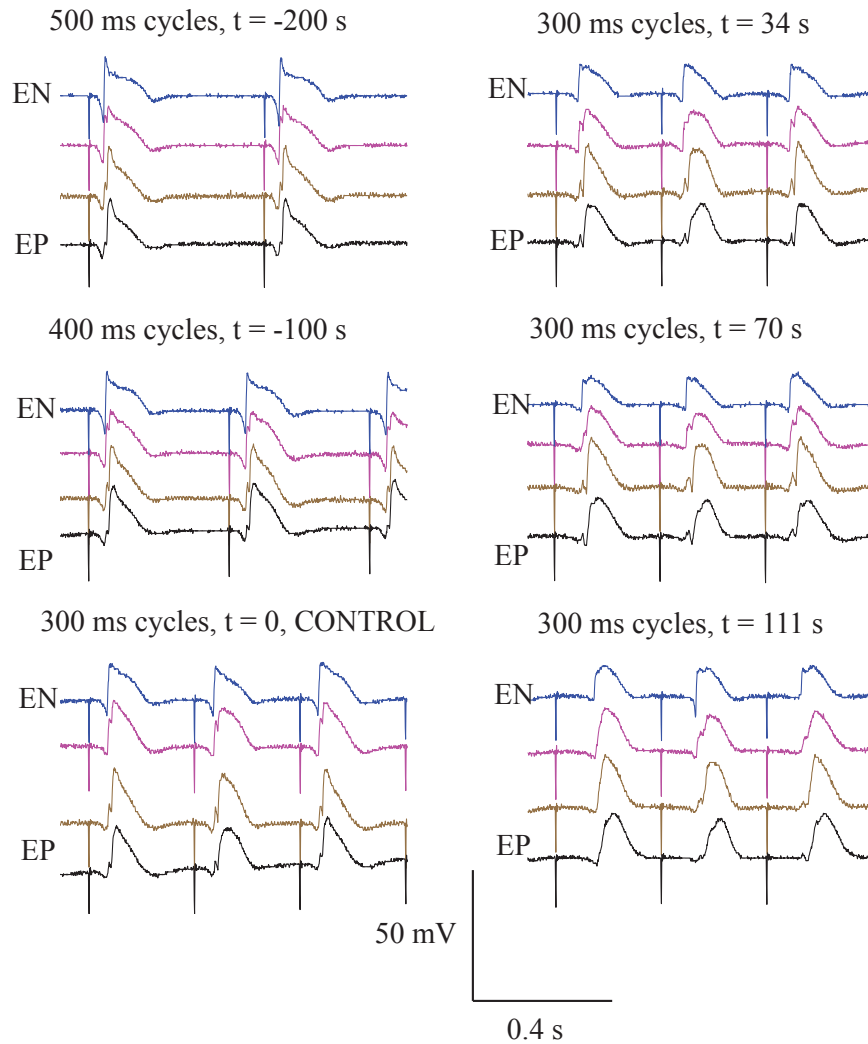 500 ms cycles, t = -200 s
EN
EP
400 ms cycles, t = -100 s
EN
EP
300 ms cycles, t = 0, CONTROL
EN
EP
300 ms cycles, t = 34 s
EN
EP
300 ms cycles, t = 70 s
EN
EP
300 ms cycles, t = 111 s
EN
EP
50 mV
0.4 s